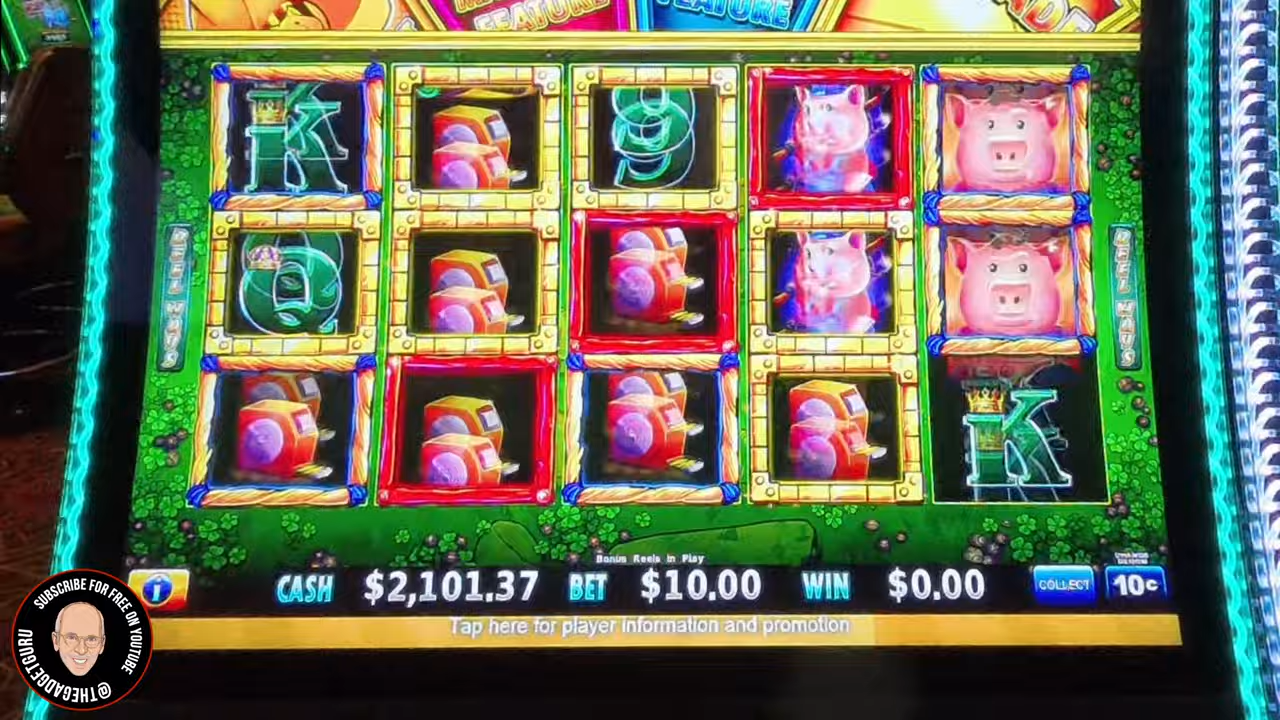 FEATURE
FEATURE
K
9
Q
K
REEL WAYS
REEL WAYS
Bonus Reels in Play
CASH $2,101.37 BET $10.00 WIN $0.00
COLLECT
10¢
Tap here for player information and promotion
SUBSCRIBE FOR FREE ON YOUTUBE
@THEGADGETGURU